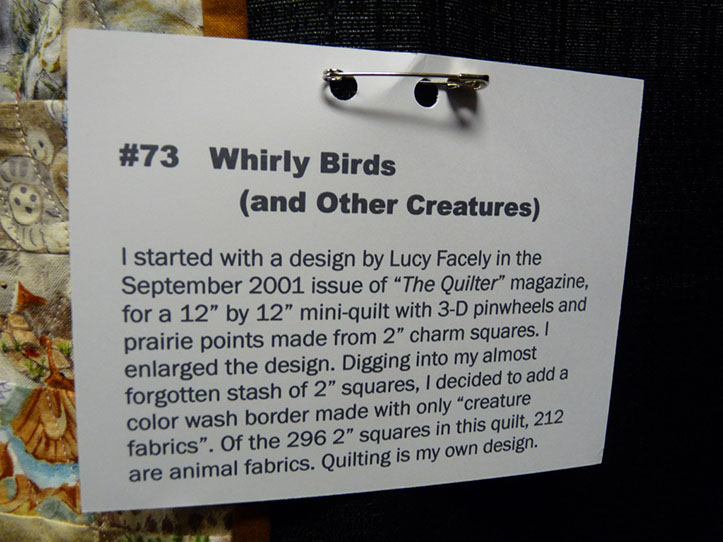 #73 Whirly Birds
(and Other Creatures)
I started with a design by Lucy Facely in the
September 2001 issue of “The Quilter” magazine,
for a 12” by 12” mini-quilt with 3-D pinwheels and
prairie points made from 2” charm squares. I
enlarged the design. Digging into my almost
forgotten stash of 2” squares, I decided to add a
color wash border made with only “creature
fabrics”. Of the 296 2” squares in this quilt, 212
are animal fabrics. Quilting is my own design.